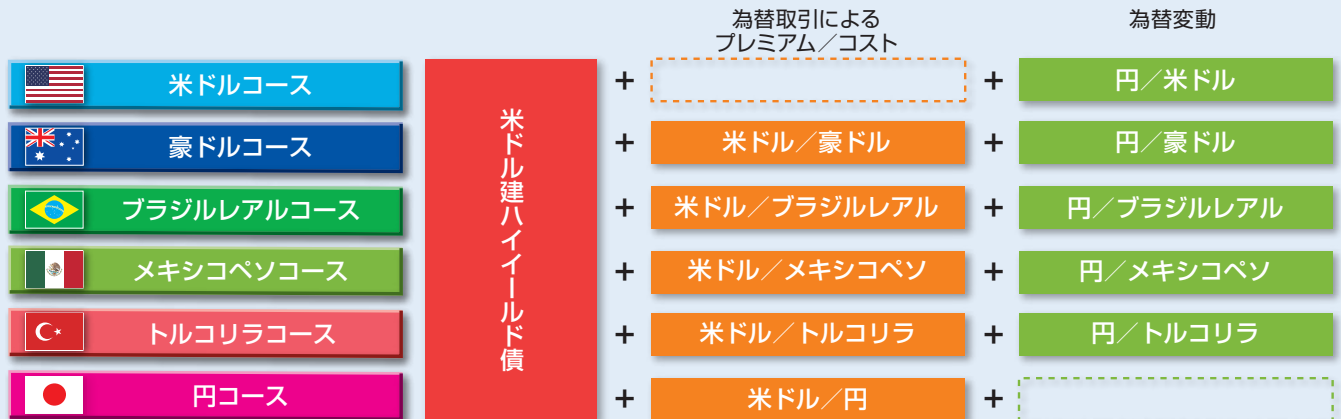 為替取引による
プレミアム／コスト
為替変動
米ドル建ハイイールド債
米ドルコース
+
+
円／米ドル
豪ドルコース
+
米ドル／豪ドル
+
円／豪ドル
ブラジルレアルコース
+
米ドル／ブラジルレアル
+
円／ブラジルレアル
メキシコペソコース
+
米ドル／メキシコペソ
+
円／メキシコペソ
トルコリラコース
+
米ドル／トルコリラ
+
円／トルコリラ
円コース
+
米ドル／円
+